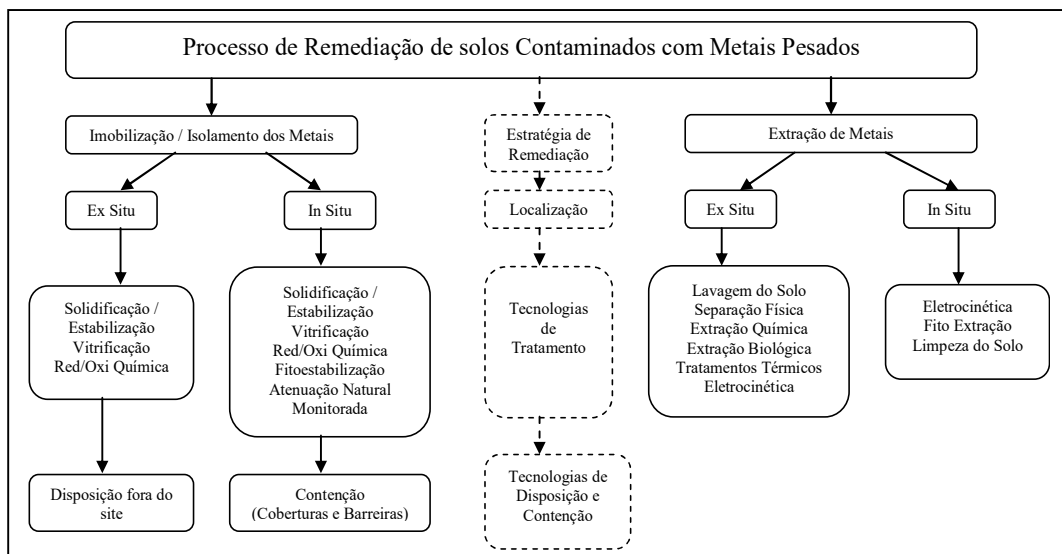 Processo de Remediação de solos Contaminados com Metais Pesados
Imobilização / Isolamento dos Metais
Estratégia de
Remediação
Extração de Metais
Ex Situ
In Situ
Localização
Ex Situ
In Situ
Solidificação /
Estabilização
Vitrificação
Red/Oxi Química
Solidificação /
Estabilização
Vitrificação
Red/Oxi Química
Fitoestabilização
Atenuação Natural
Monitorada
Tecnologias
de
Tratamento
Lavagem do Solo
Separação Física
Extração Química
Extração Biológica
Tratamentos Térmicos
Eletrocinética
Eletrocinética
Fito Extração
Limpeza do Solo
Disposição fora do
site
Contenção
(Coberturas e Barreiras)
Tecnologias de
Disposição e
Contenção